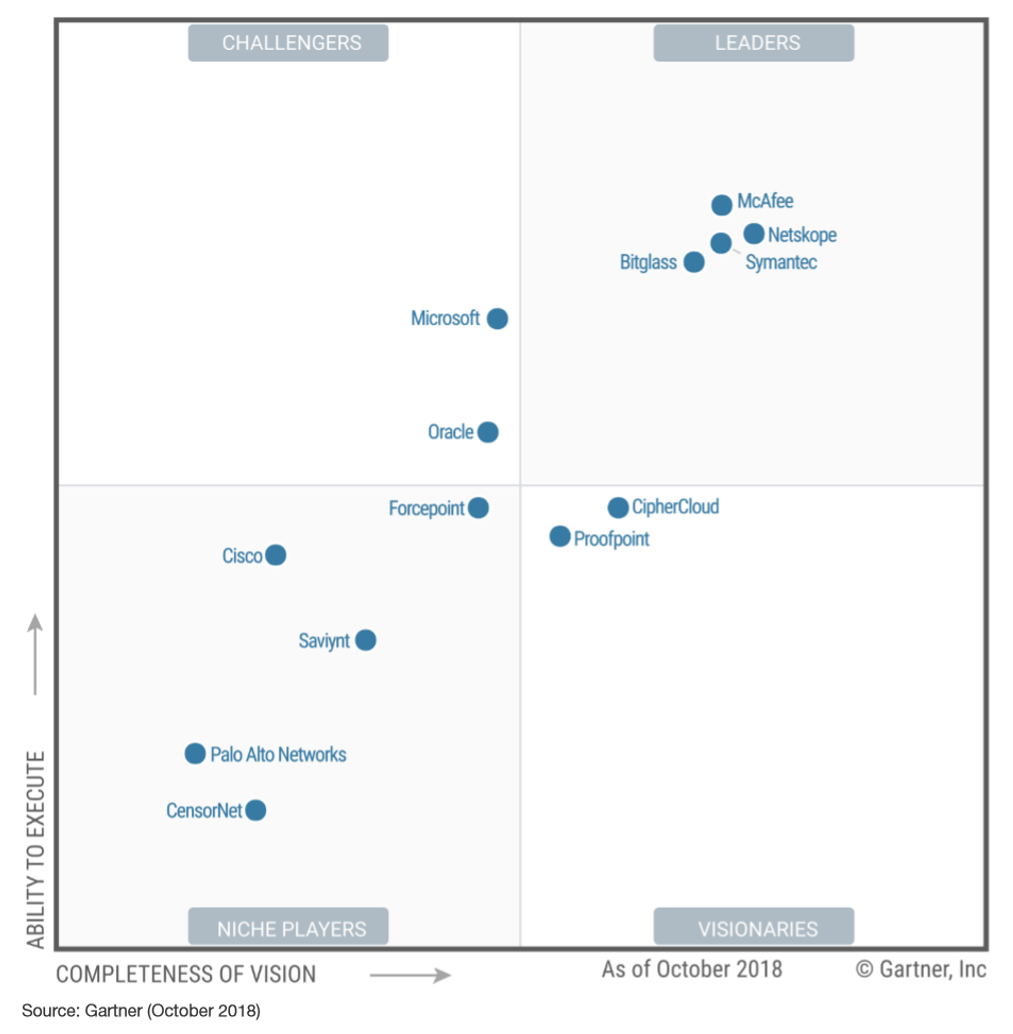 CHALLENGERS
LEADERS
McAfee
Netskope
Bitglass
Symantec
Microsoft
Oracle
Forcepoint
CipherCloud
Proofpoint
Cisco
Saviynt
Palo Alto Networks
CensorNet
ABILITY TO EXECUTE
NICHE PLAYERS
VISIONARIES
COMPLETENESS OF VISION
As of October 2018
© Gartner, Inc
Source: Gartner (October 2018)